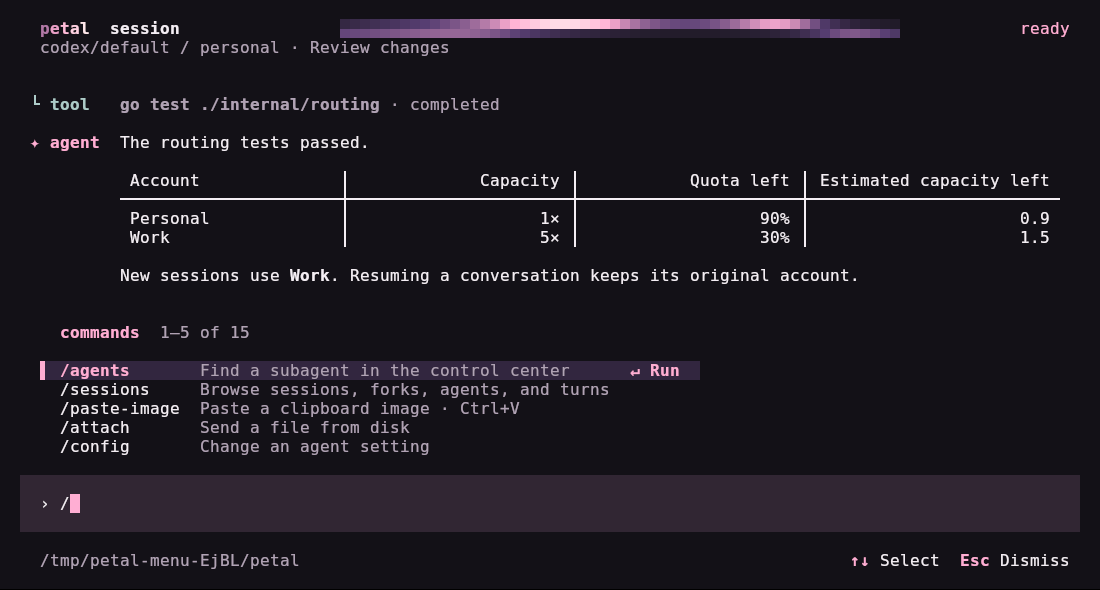 petal session ready
codex/default / personal · Review changes
└ tool go test ./internal/routing · completed
✦ agent The routing tests passed.
Account Capacity Quota left Estimated capacity left
Personal 1× 90% 0.9
Work 5× 30% 1.5
New sessions use Work. Resuming a conversation keeps its original account.
commands 1–5 of 15
/agents Find a subagent in the control center ↵ Run
/sessions Browse sessions, forks, agents, and turns
/paste-image Paste a clipboard image · Ctrl+V
/attach Send a file from disk
/config Change an agent setting
› /
/tmp/petal-menu-EjBL/petal ↑↓ Select Esc Dismiss